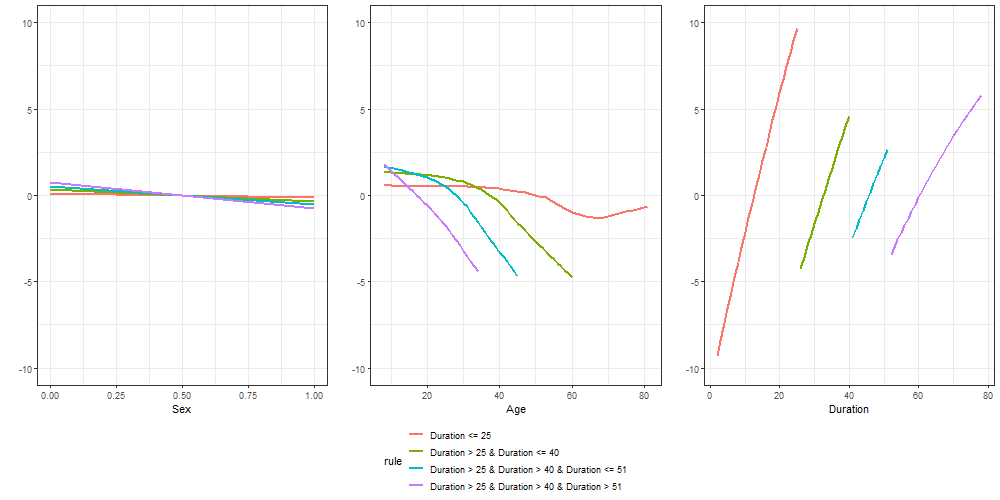 10
5
0
-5
-10
0.00 0.25 0.50 0.75 1.00
Sex
10
5
0
-5
-10
20 40 60 80
Age
10
5
0
-5
-10
0 20 40 60 80
Duration
rule
Duration <= 25
Duration > 25 & Duration <= 40
Duration > 25 & Duration > 40 & Duration <= 51
Duration > 25 & Duration > 40 & Duration > 51